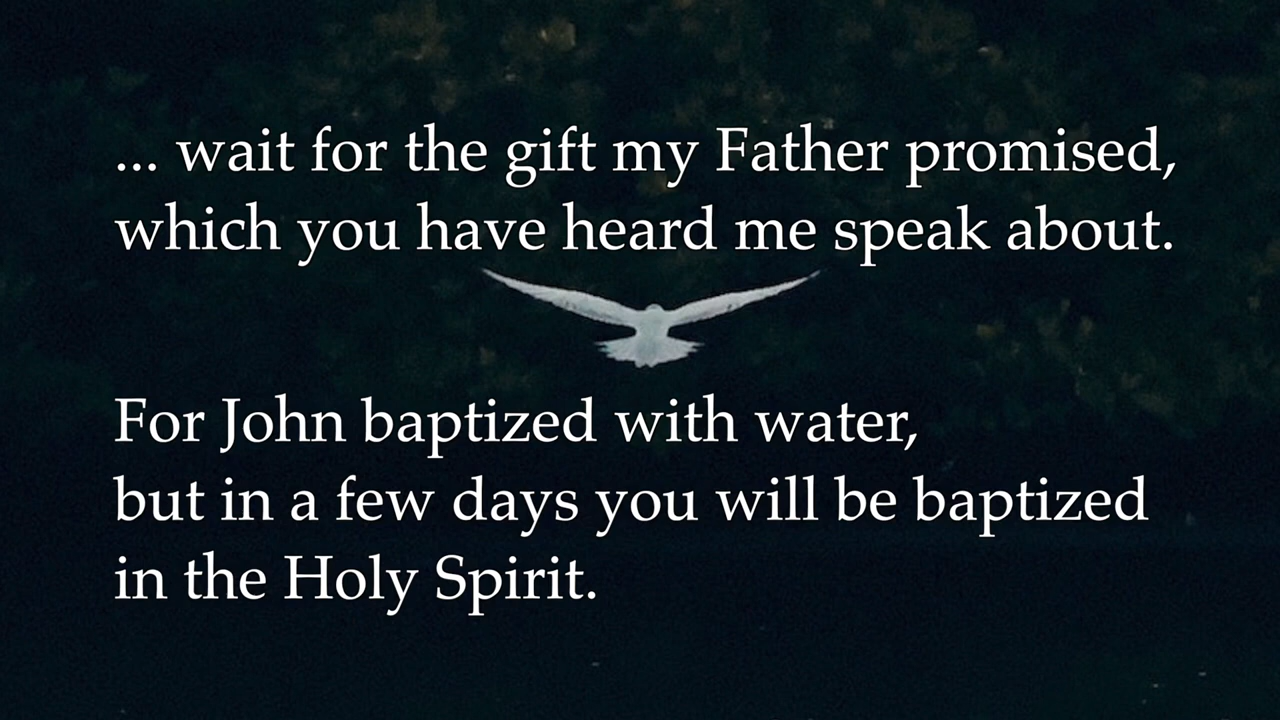 ... wait for the gift my Father promised,
which you have heard me speak about.
For John baptized with water,
but in a few days you will be baptized
in the Holy Spirit.